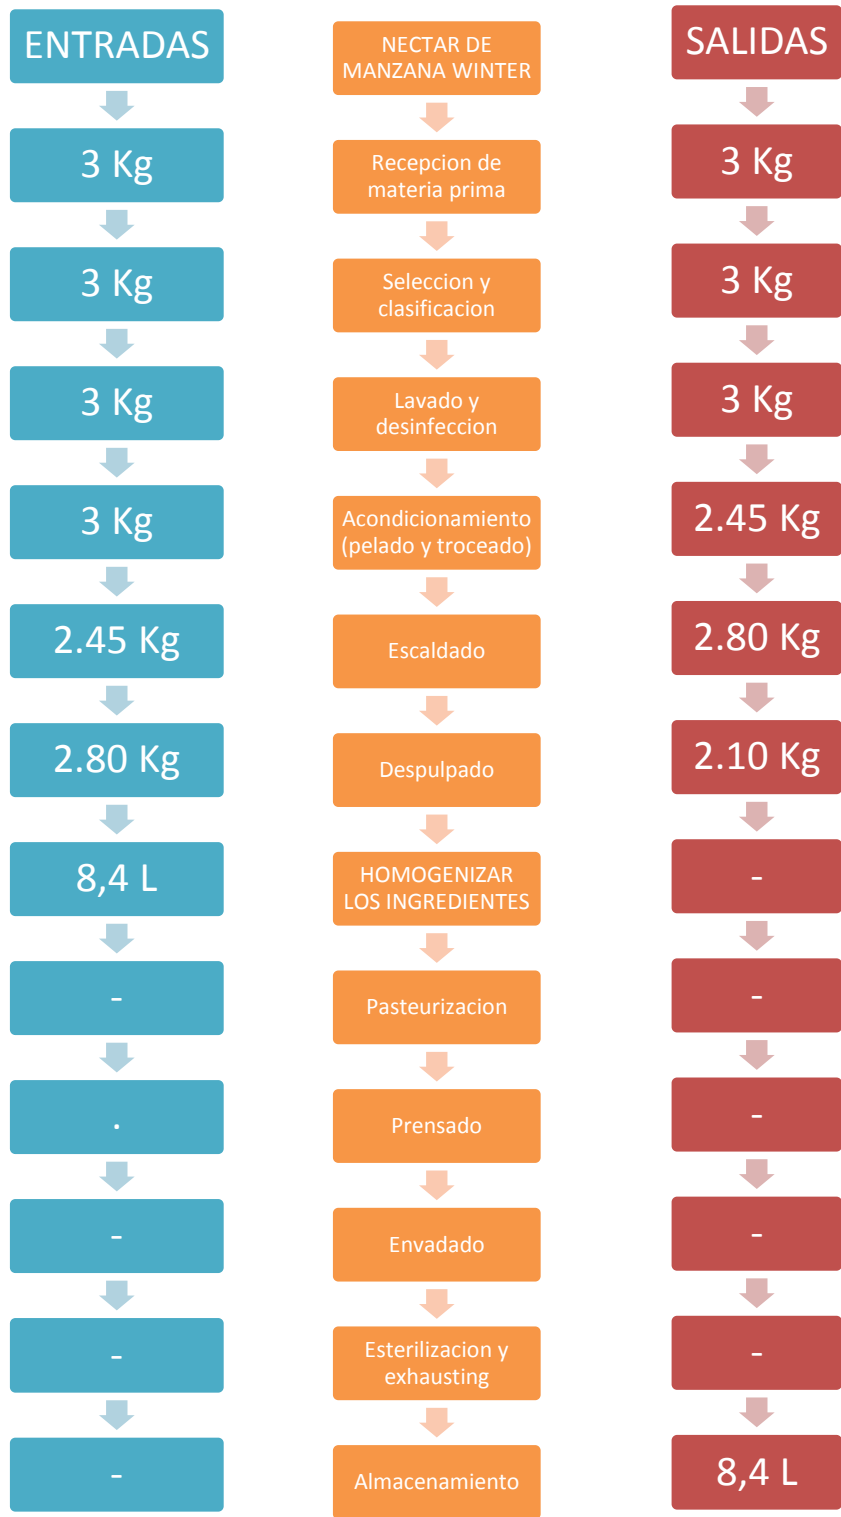 ENTRADAS
3 Kg
3 Kg
3 Kg
3 Kg
2.45 Kg
2.80 Kg
8,4 L
-
.
-
-
-
NECTAR DE
MANZANA WINTER
Recepcion de
materia prima
Seleccion y
clasificacion
Lavado y
desinfeccion
Acondicionamiento
(pelado y troceado)
Escaldado
Despulpado
HOMOGENIZAR
LOS INGREDIENTES
Pasteurizacion
Prensado
Envadado
Esterilizacion y
exhausting
Almacenamiento
SALIDAS
3 Kg
3 Kg
3 Kg
2.45 Kg
2.80 Kg
2.10 Kg
-
-
-
-
-
8,4 L